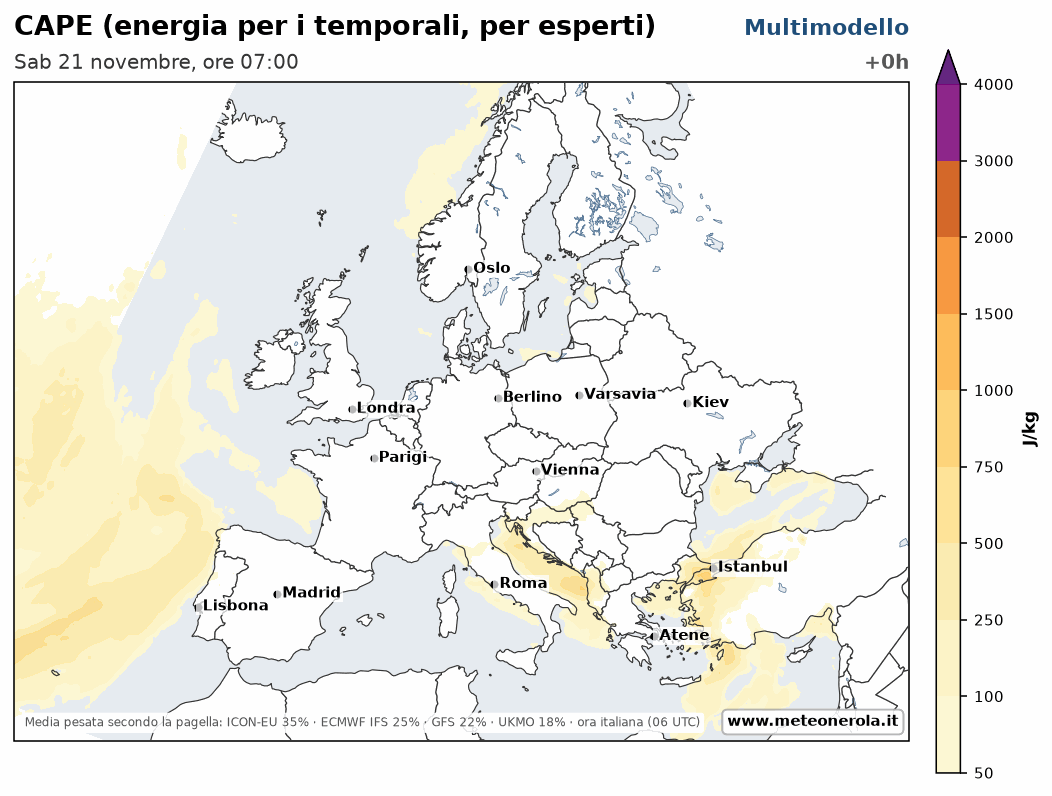 CAPE (energia per i temporali, per esperti)
Multimodello
Sab 21 novembre, ore 07:00
+0h
4000
3000
2000
1500
1000
750
500
250
100
50
J/kg
Oslo
Londra
Berlino
Varsavia
Kiev
Parigi
Vienna
Istanbul
Roma
Madrid
Lisbona
Atene
Media pesata secondo la pagella: ICON-EU 35% · ECMWF IFS 25% · GFS 22% · UKMO 18% · ora italiana (06 UTC)
www.meteonerola.it